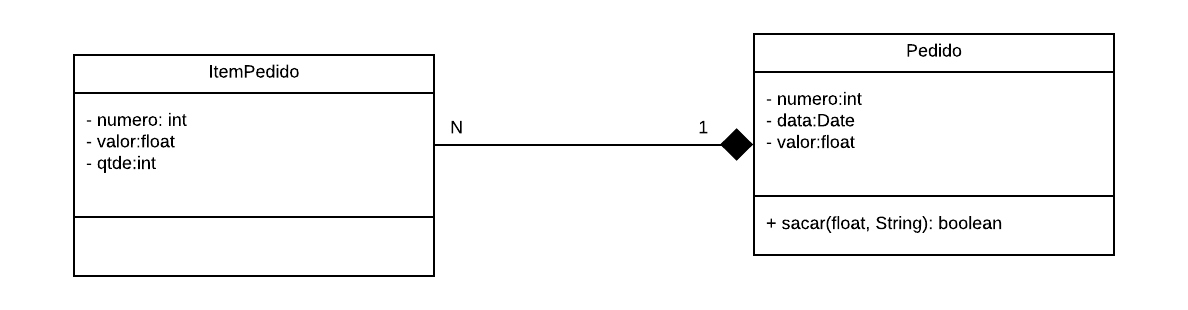 ItemPedido
- numero: int
- valor:float
- qtde:int
N
1
Pedido
- numero:int
- data:Date
- valor:float
+ sacar(float, String): boolean